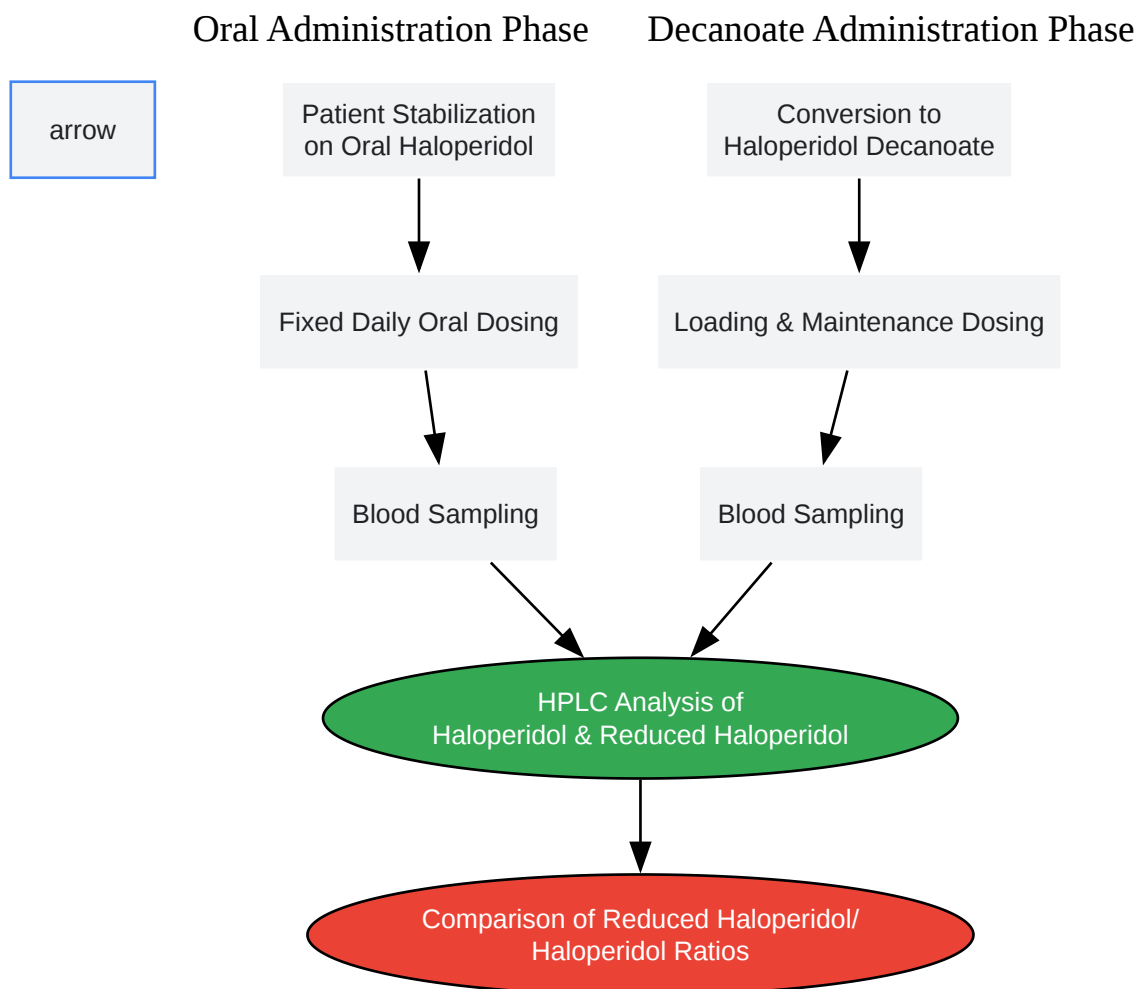 Oral Administration Phase
Decanoate Administration Phase
arrow
Patient Stabilization
on Oral Haloperidol
Conversion to
Haloperidol Decanoate
Fixed Daily Oral Dosing
Loading & Maintenance Dosing
Blood Sampling
Blood Sampling
HPLC Analysis of
Haloperidol & Reduced Haloperidol
Comparison of Reduced Haloperidol/
Haloperidol Ratios